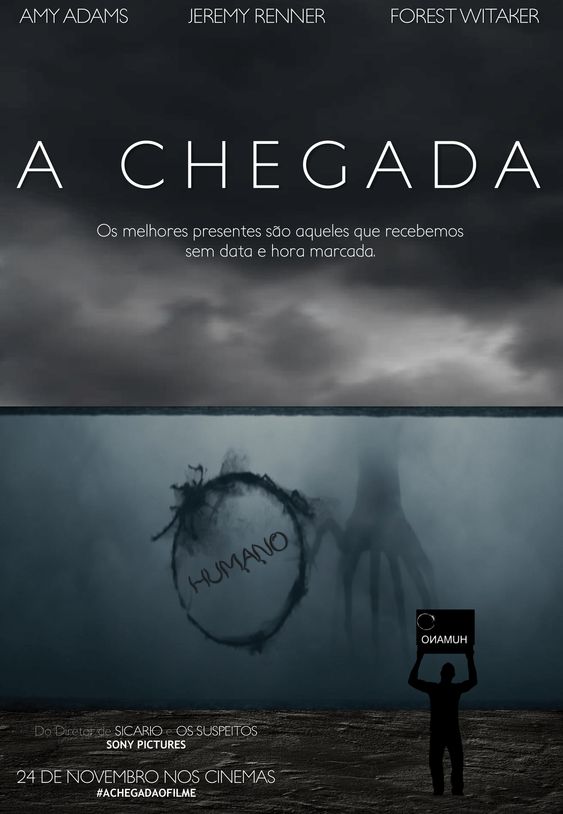 AMY ADAMS JEREMY RENNER FOREST WITAKER
A CHEGADA
Os melhores presentes são aqueles que recebemos
sem data e hora marcada.
HUMANO
HUMANO
Do Diretor de SICARIO e OS SUSPEITOS
SONY PICTURES
24 DE NOVEMBRO NOS CINEMAS
#ACHEGADAOFILME